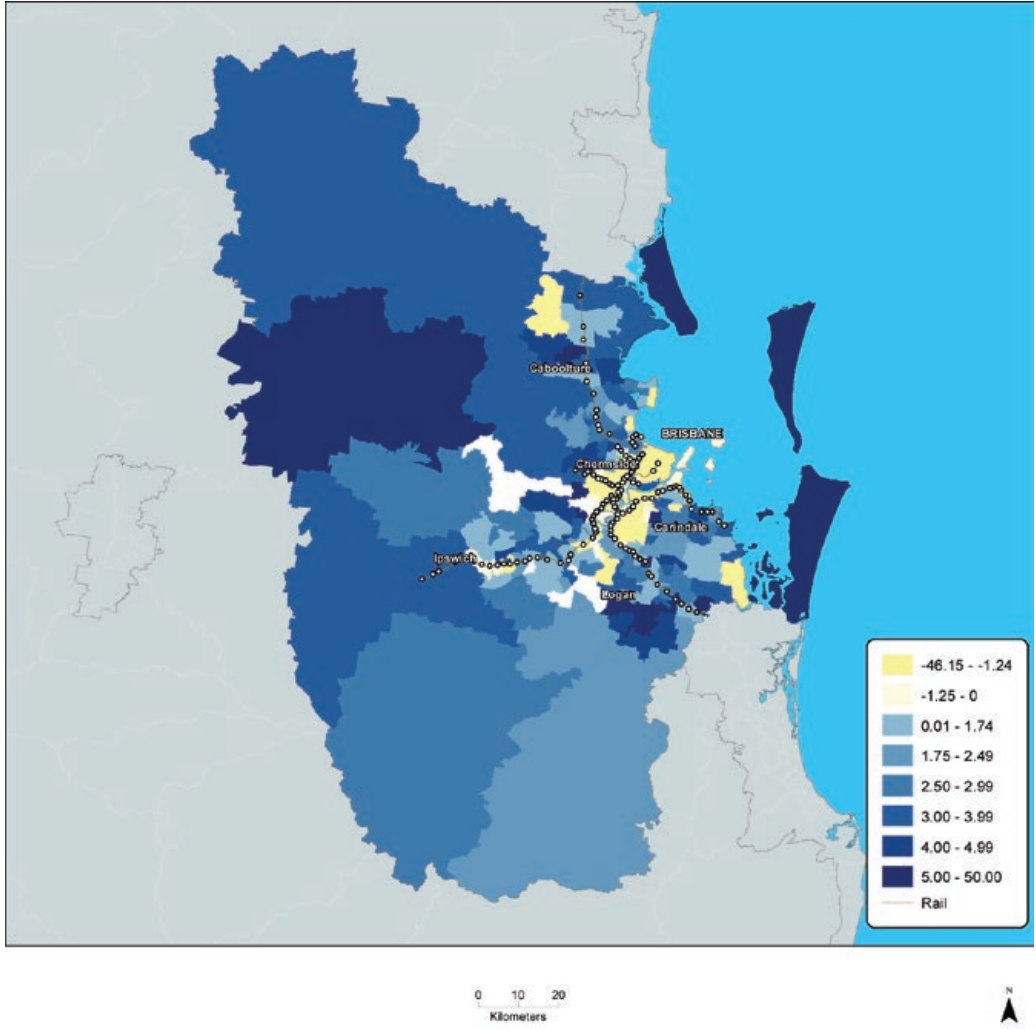 Caboolture
BRISBANE
Chermside
Carindale
Ipswich
Logan
-46.15 - -1.24
-1.25 - 0
0.01 - 1.74
1.75 - 2.49
2.50 - 2.99
3.00 - 3.99
4.00 - 4.99
5.00 - 50.00
Rail
0 10 20
Kilometers
N